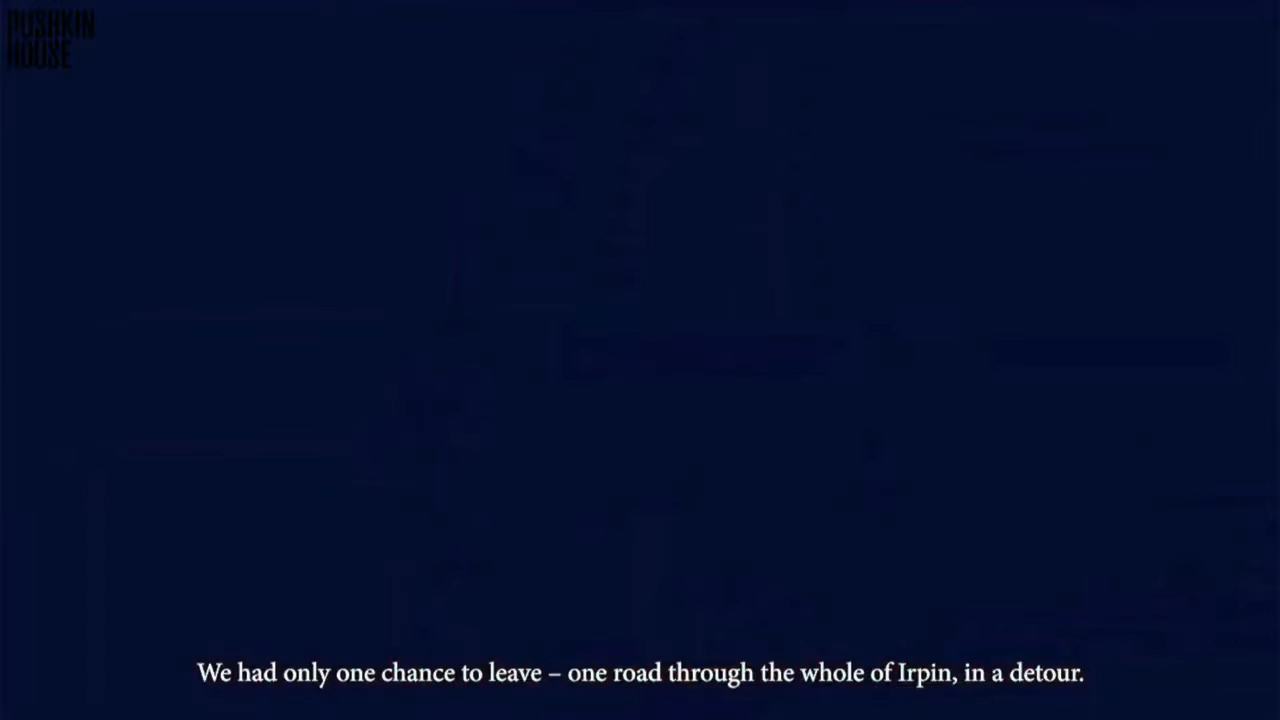 PUSHKIN
HOUSE
We had only one chance to leave – one road through the whole of Irpin, in a detour.